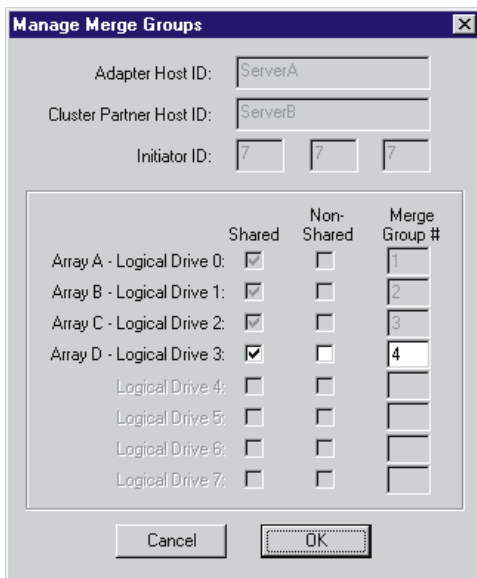 Manage Merge Groups
Adapter Host ID: ServerA
Cluster Partner Host ID: ServerB
Initiator ID: 7 7 7
Shared Non-Shared Merge Group #
Array A - Logical Drive 0: 1
Array B - Logical Drive 1: 2
Array C - Logical Drive 2: 3
Array D - Logical Drive 3: 4
Logical Drive 4:
Logical Drive 5:
Logical Drive 6:
Logical Drive 7:
Cancel OK